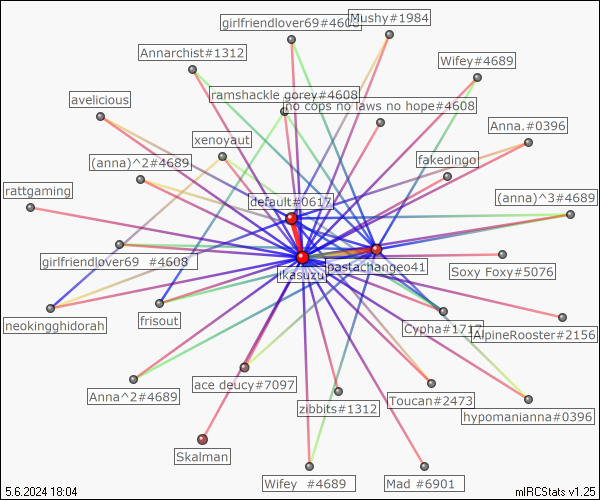 girlfriendlover69#4608
Mushy#1984
Annarchist#1312
Wifey#4689
ramshackle gorey#4608
avelicious
no cops no laws no hope#4608
Anna.#0396
xenoyaut
(anna)^2#4689
fakedingo
rattgaming
default#0617
(anna)^3#4689
girlfriendlover69 #4608
ikasuzu
pastachangeo41
Soxy Foxy#5076
neokingghidorah
frisout
Cypha#1717
AlpineRooster#2156
Anna^2#4689
ace deucy#7097
zibbits#1312
Toucan#2473
hypomanianna#0396
Skalman
Wifey #4689
Mad #6901
5.6.2024 18:04
mIRCStats v1.25